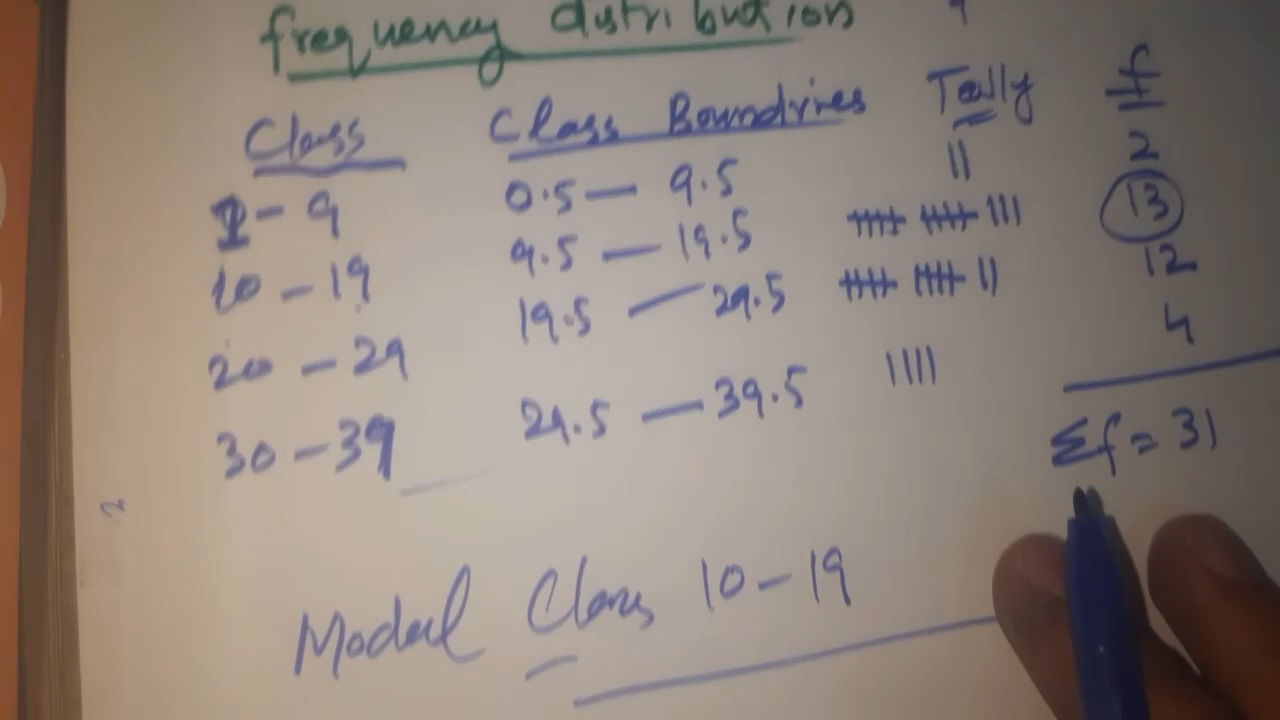 frequency distribution
Class Class Boundries Tally f
1 - 9 0.5 — 9.5 || 2
10 - 19 9.5 — 19.5 |||| |||| ||| 13
20 - 29 19.5 — 29.5 |||| |||| || 12
30 - 39 29.5 — 39.5 |||| 4
Σf = 31
Modal Class 10 - 19